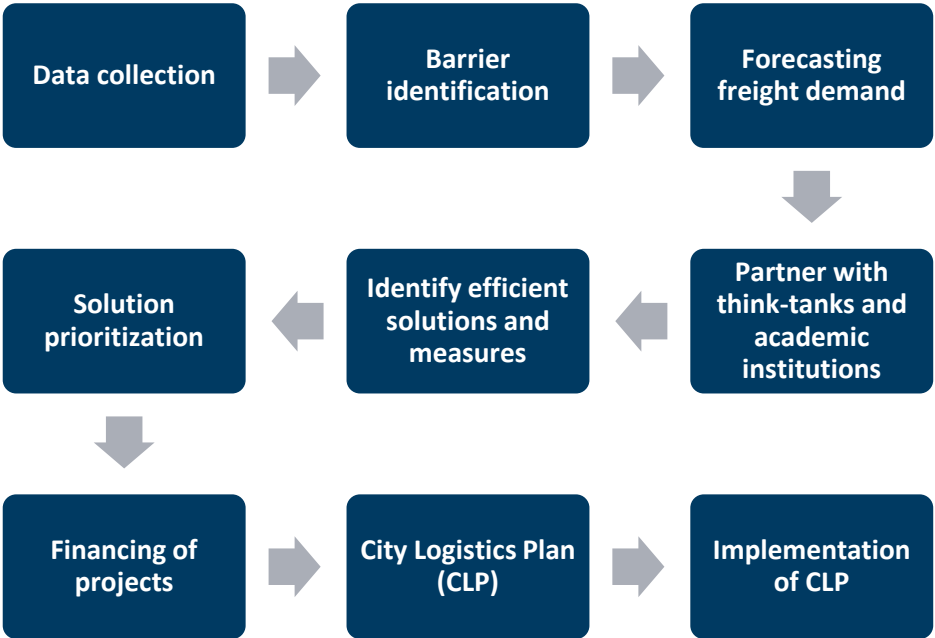 Data collection
Barrier
identification
Forecasting
freight demand
Partner with
think-tanks and
academic
institutions
Identify efficient
solutions and
measures
Solution
prioritization
Financing of
projects
City Logistics Plan
(CLP)
Implementation
of CLP